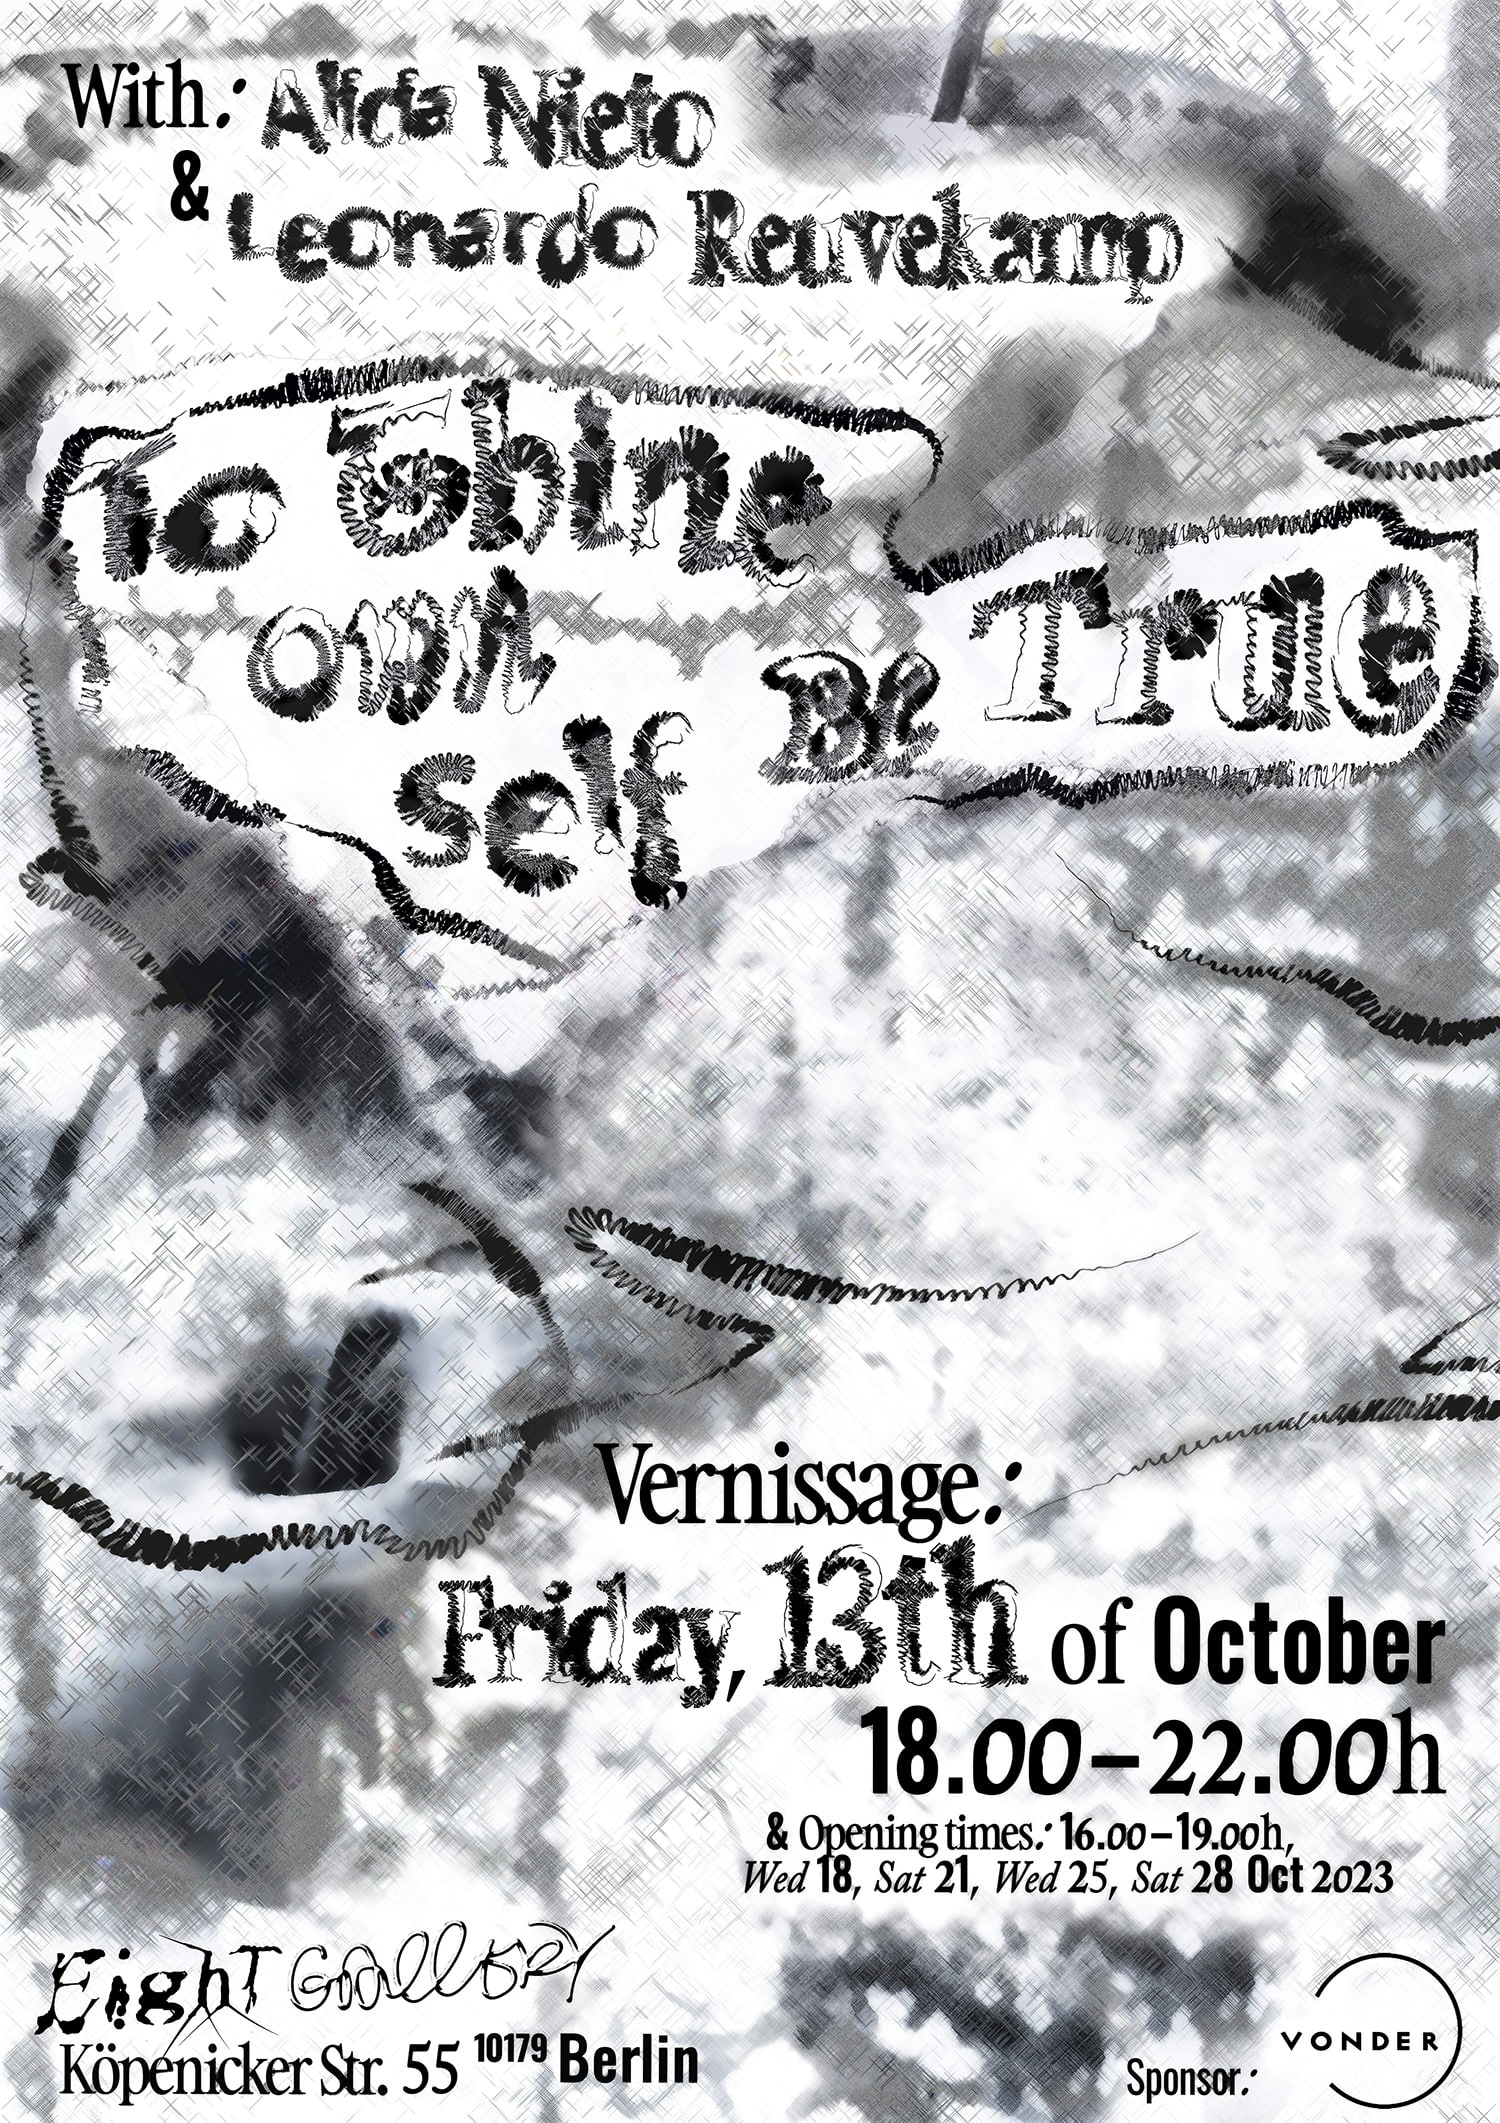 With: Alicia Nieto
& Leonardo Reuvekamp
To Thine
own
self Be True
Vernissage:
Friday, 13th of October
18.00–22.00h
& Opening times: 16.00–19.00h,
Wed 18, Sat 21, Wed 25, Sat 28 Oct 2023
EighT GAllERY
Köpenicker Str. 55 10179 Berlin
Sponsor:
VONDER